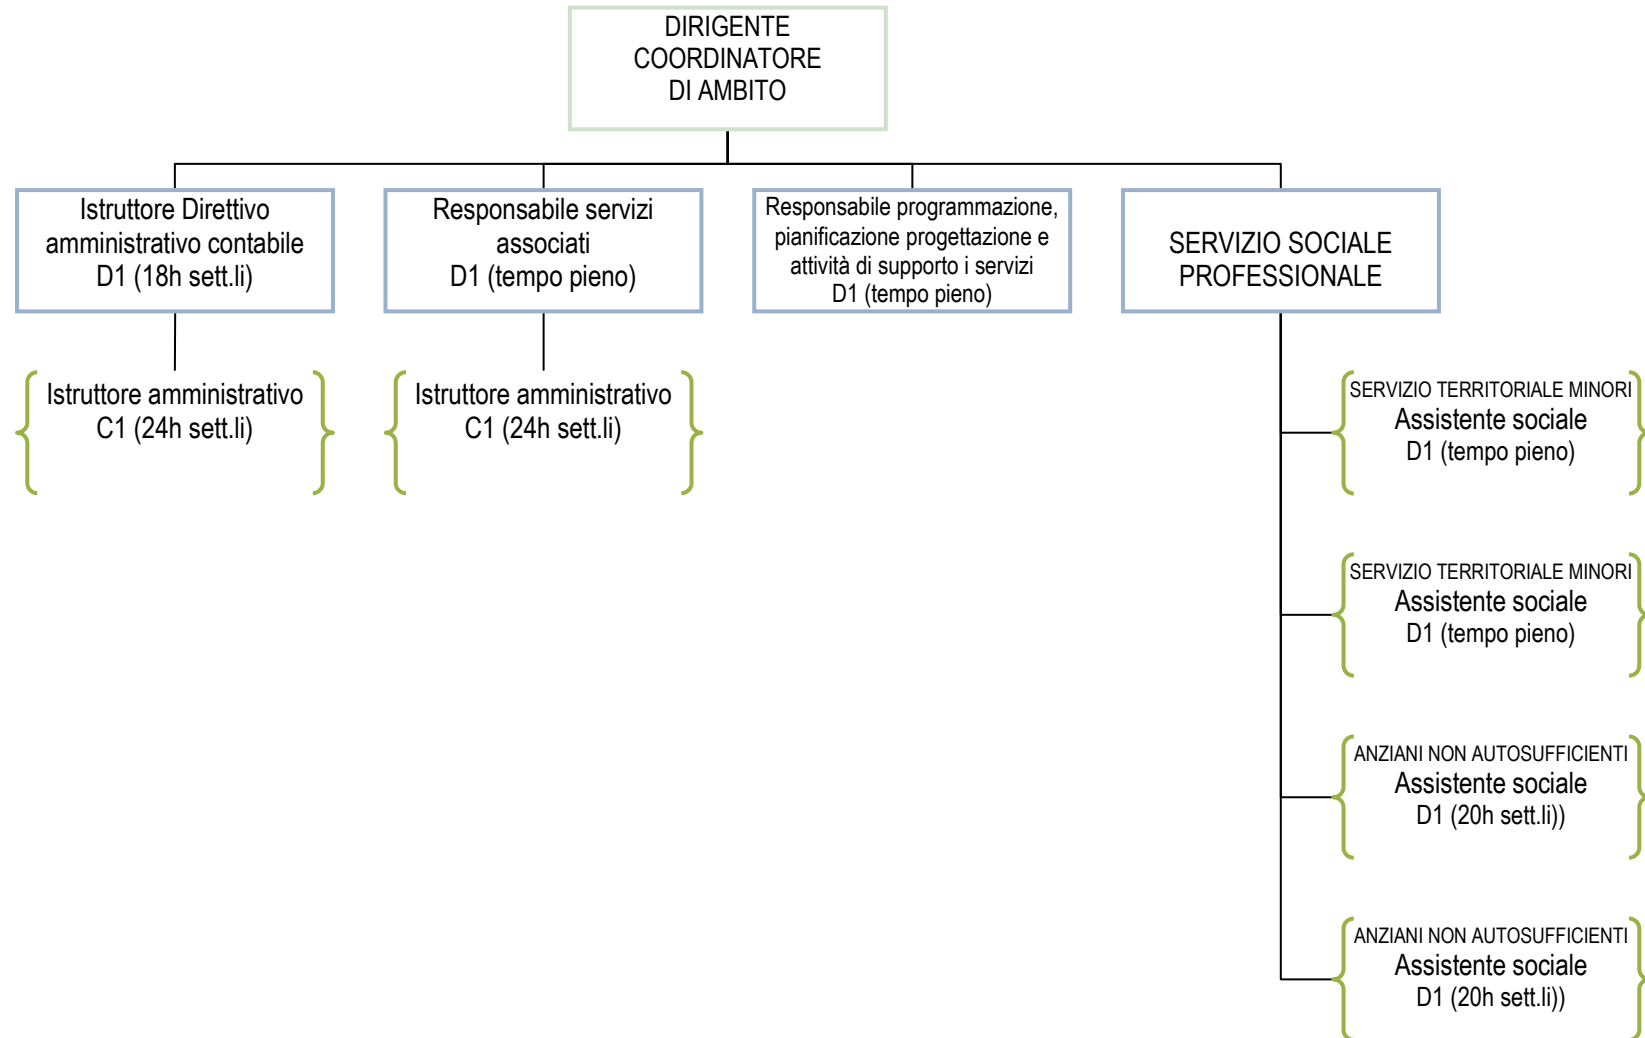 DIRIGENTE
COORDINATORE
DI AMBITO
Istruttore Direttivo
amministrativo contabile
D1 (18h sett.li)
Responsabile servizi
associati
D1 (tempo pieno)
Responsabile programmazione,
pianificazione progettazione e
attività di supporto i servizi
D1 (tempo pieno)
SERVIZIO SOCIALE
PROFESSIONALE
Istruttore amministrativo
C1 (24h sett.li)
Istruttore amministrativo
C1 (24h sett.li)
SERVIZIO TERRITORIALE MINORI
Assistente sociale
D1 (tempo pieno)
SERVIZIO TERRITORIALE MINORI
Assistente sociale
D1 (tempo pieno)
ANZIANI NON AUTOSUFFICIENTI
Assistente sociale
D1 (20h sett.li))
ANZIANI NON AUTOSUFFICIENTI
Assistente sociale
D1 (20h sett.li))